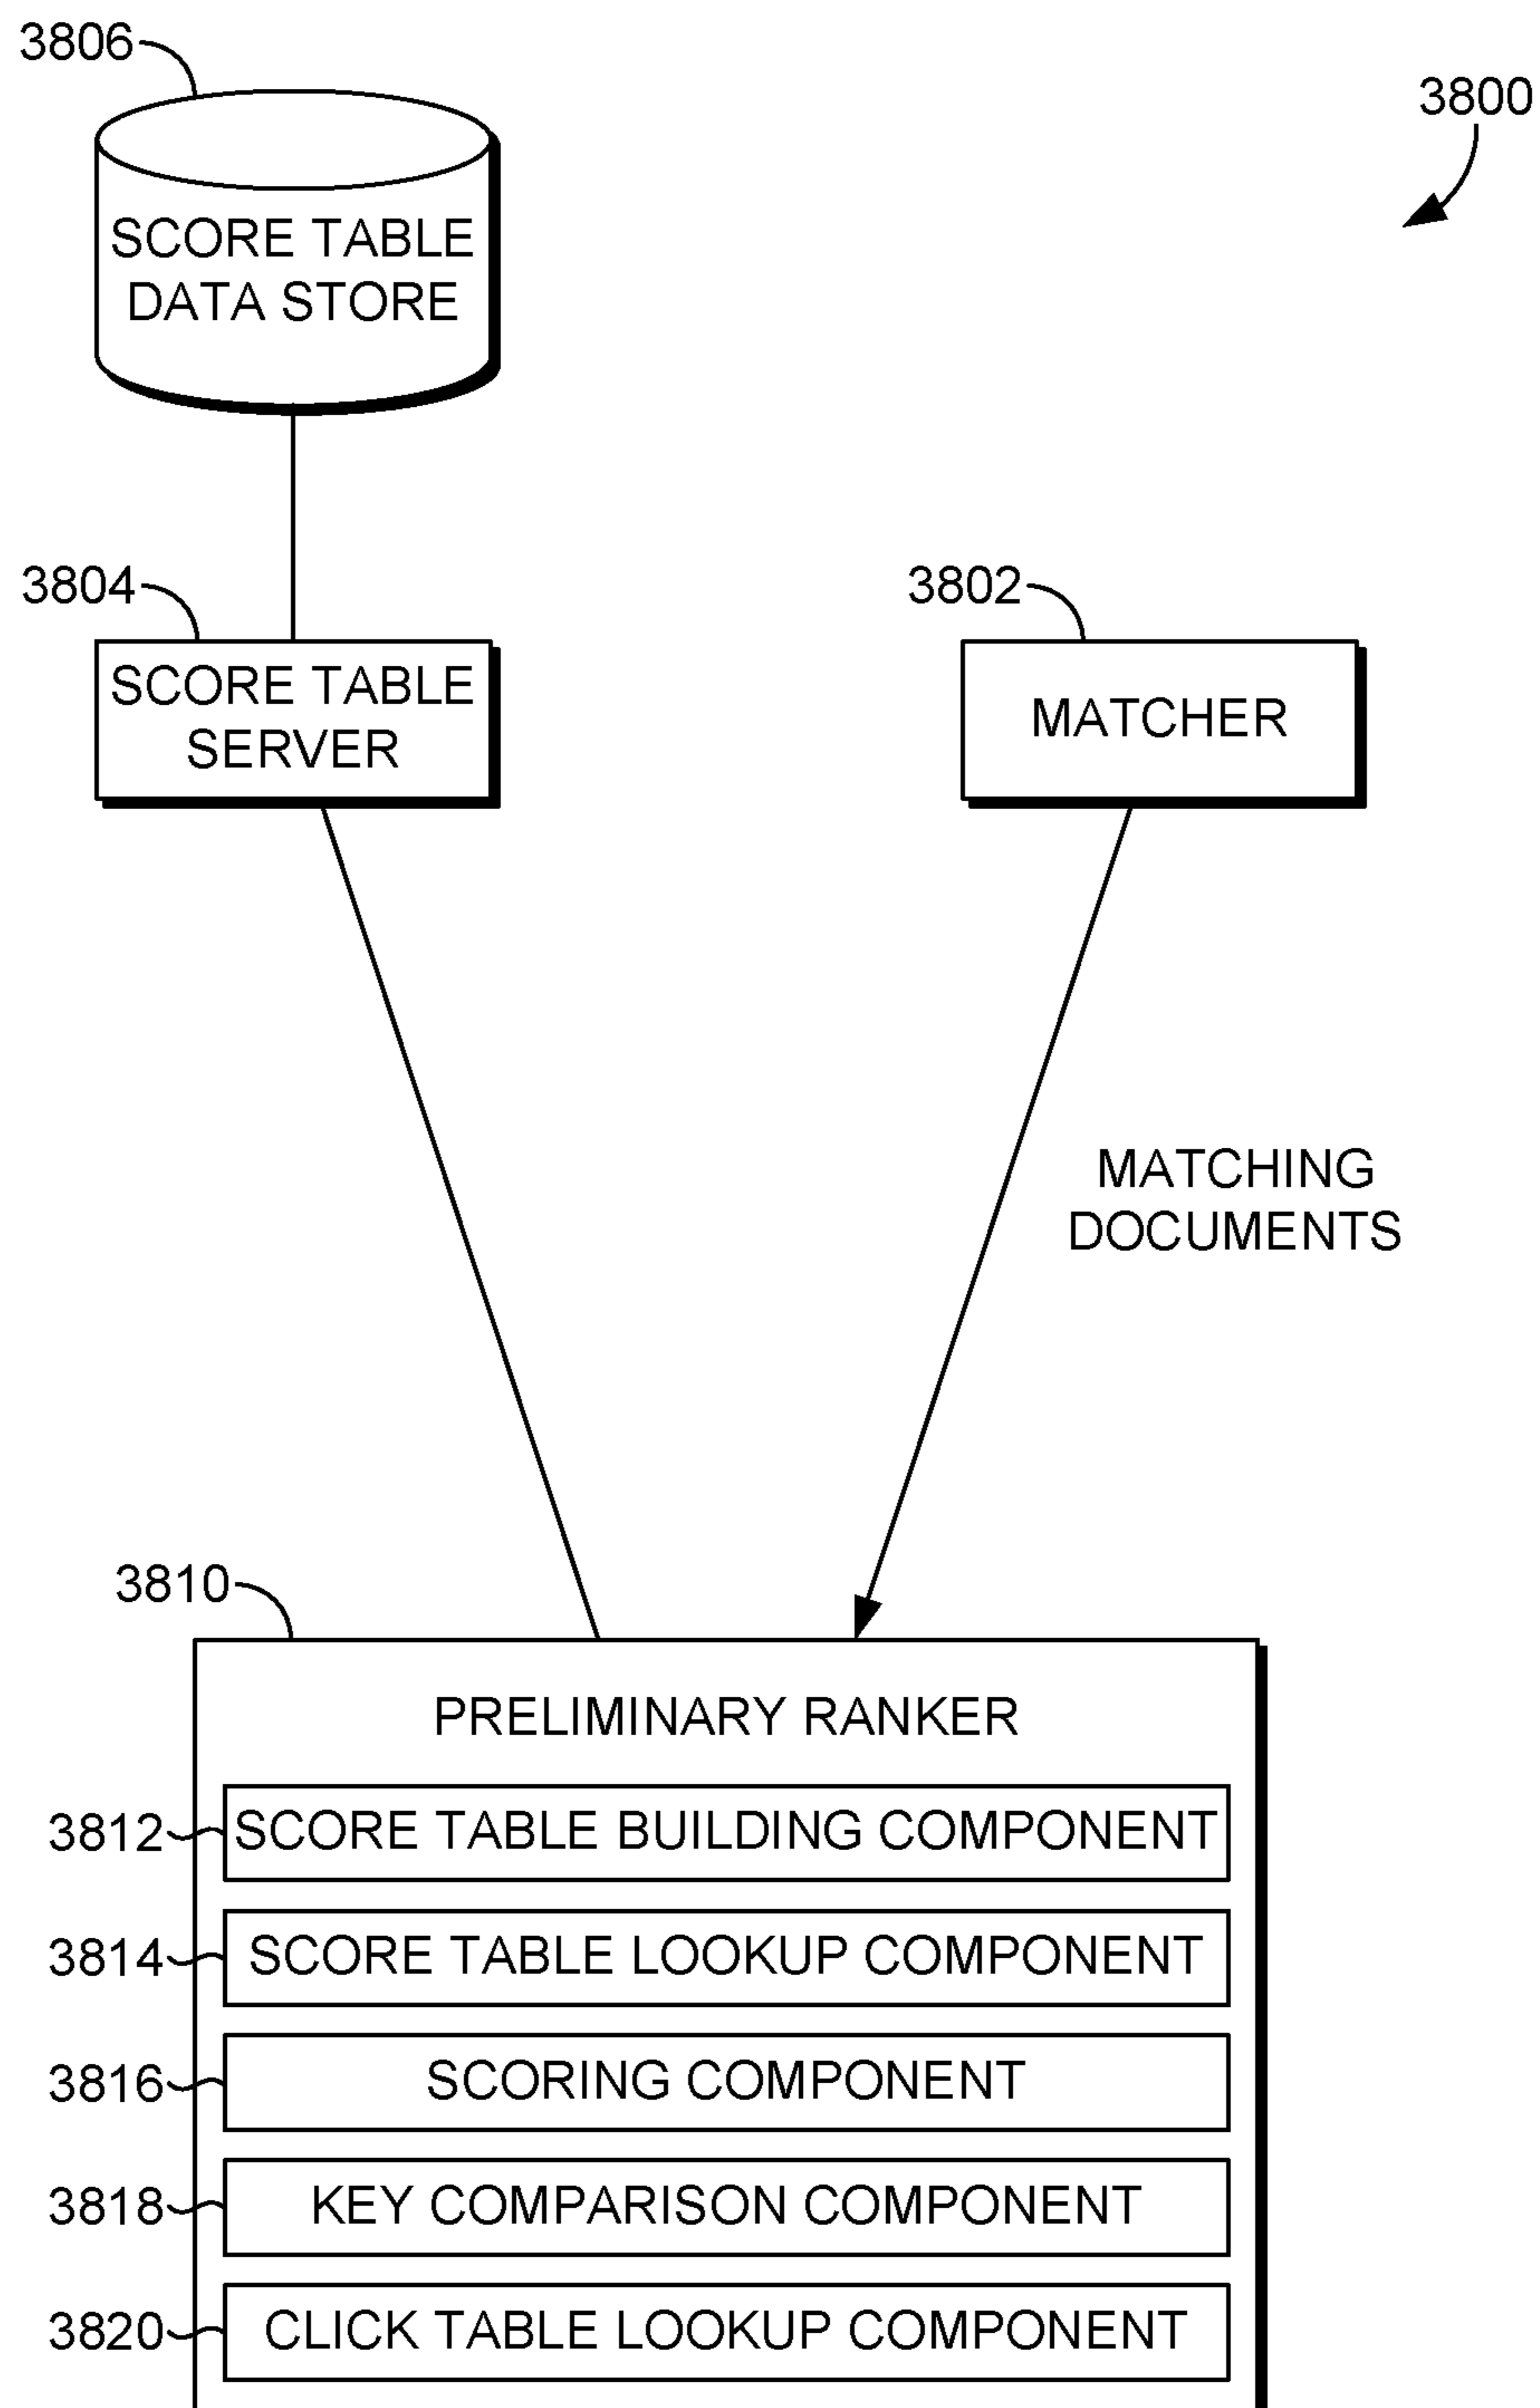 3806
3800
SCORE TABLE
DATA STORE
3804
3802
SCORE TABLE
SERVER
MATCHER
MATCHING
DOCUMENTS
3810
PRELIMINARY RANKER
3812
SCORE TABLE BUILDING COMPONENT
3814
SCORE TABLE LOOKUP COMPONENT
3816
SCORING COMPONENT
3818
KEY COMPARISON COMPONENT
3820
CLICK TABLE LOOKUP COMPONENT